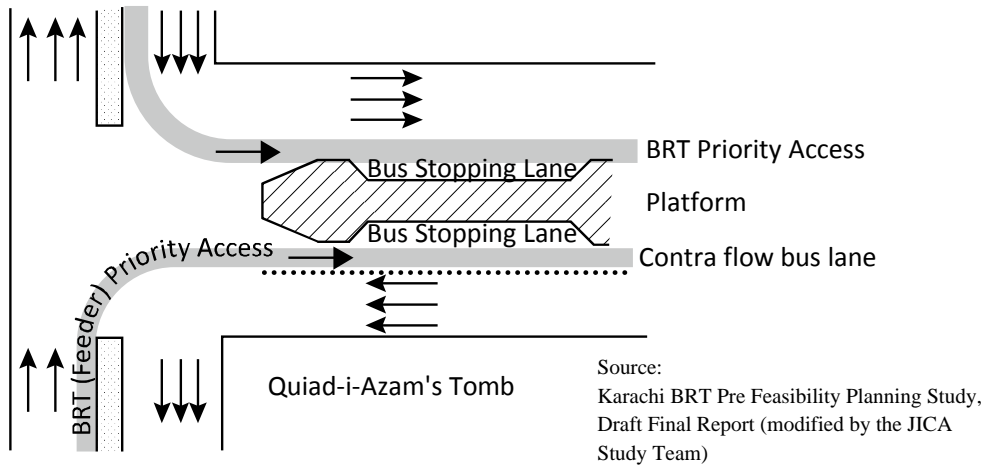 BRT Priority Access
Bus Stopping Lane
Platform
Bus Stopping Lane
BRT (Feeder) Priority Access
Contra flow bus lane
Quiad-i-Azam's Tomb
Source:
Karachi BRT Pre Feasibility Planning Study,
Draft Final Report (modified by the JICA
Study Team)